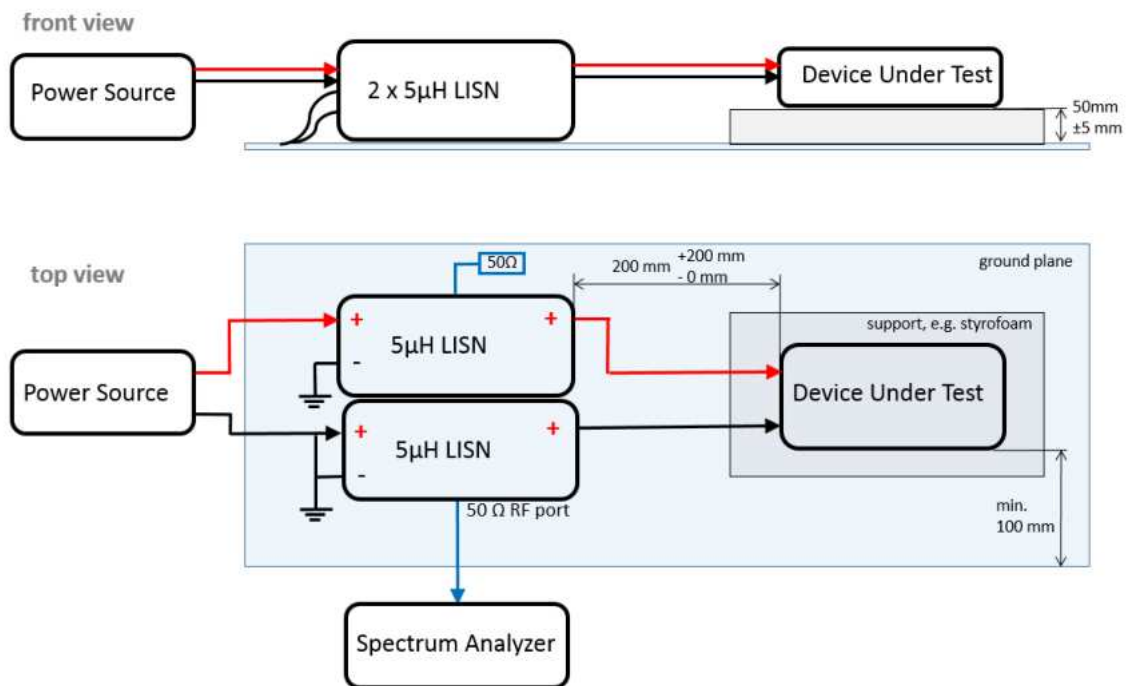 front view
Power Source
2 x 5µH LISN
Device Under Test
50mm
±5 mm
top view
50Ω
200 mm +200 mm
- 0 mm
ground plane
support, e.g. styrofoam
+ +
5µH LISN
-
Power Source
Device Under Test
+ +
5µH LISN
-
50 Ω RF port
min.
100 mm
Spectrum Analyzer